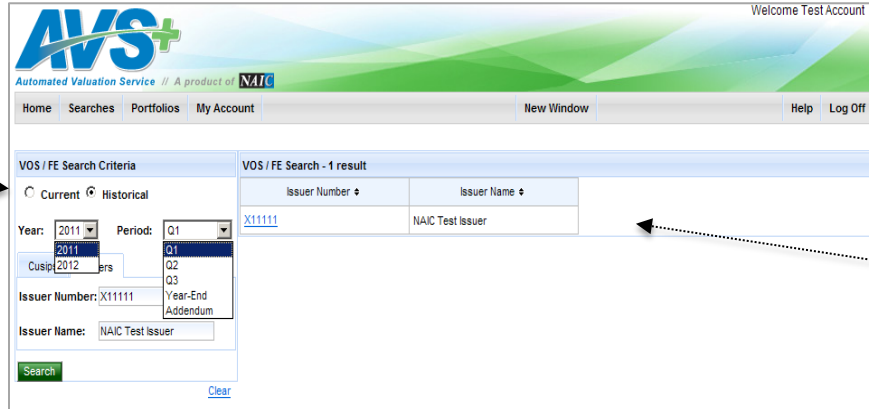 Welcome Test Account
AVS+
Automated Valuation Service // A product of NAIC
Home Searches Portfolios My Account New Window Help Log Off
VOS / FE Search Criteria
Current Historical
Year: 2011 Period: Q1
2011
2012
Q1
Q2
Q3
Year-End
Addendum
Cusips ers
Issuer Number: X11111
Issuer Name: NAIC Test Issuer
Search
Clear
VOS / FE Search - 1 result
Issuer Number Issuer Name
X11111 NAIC Test Issuer